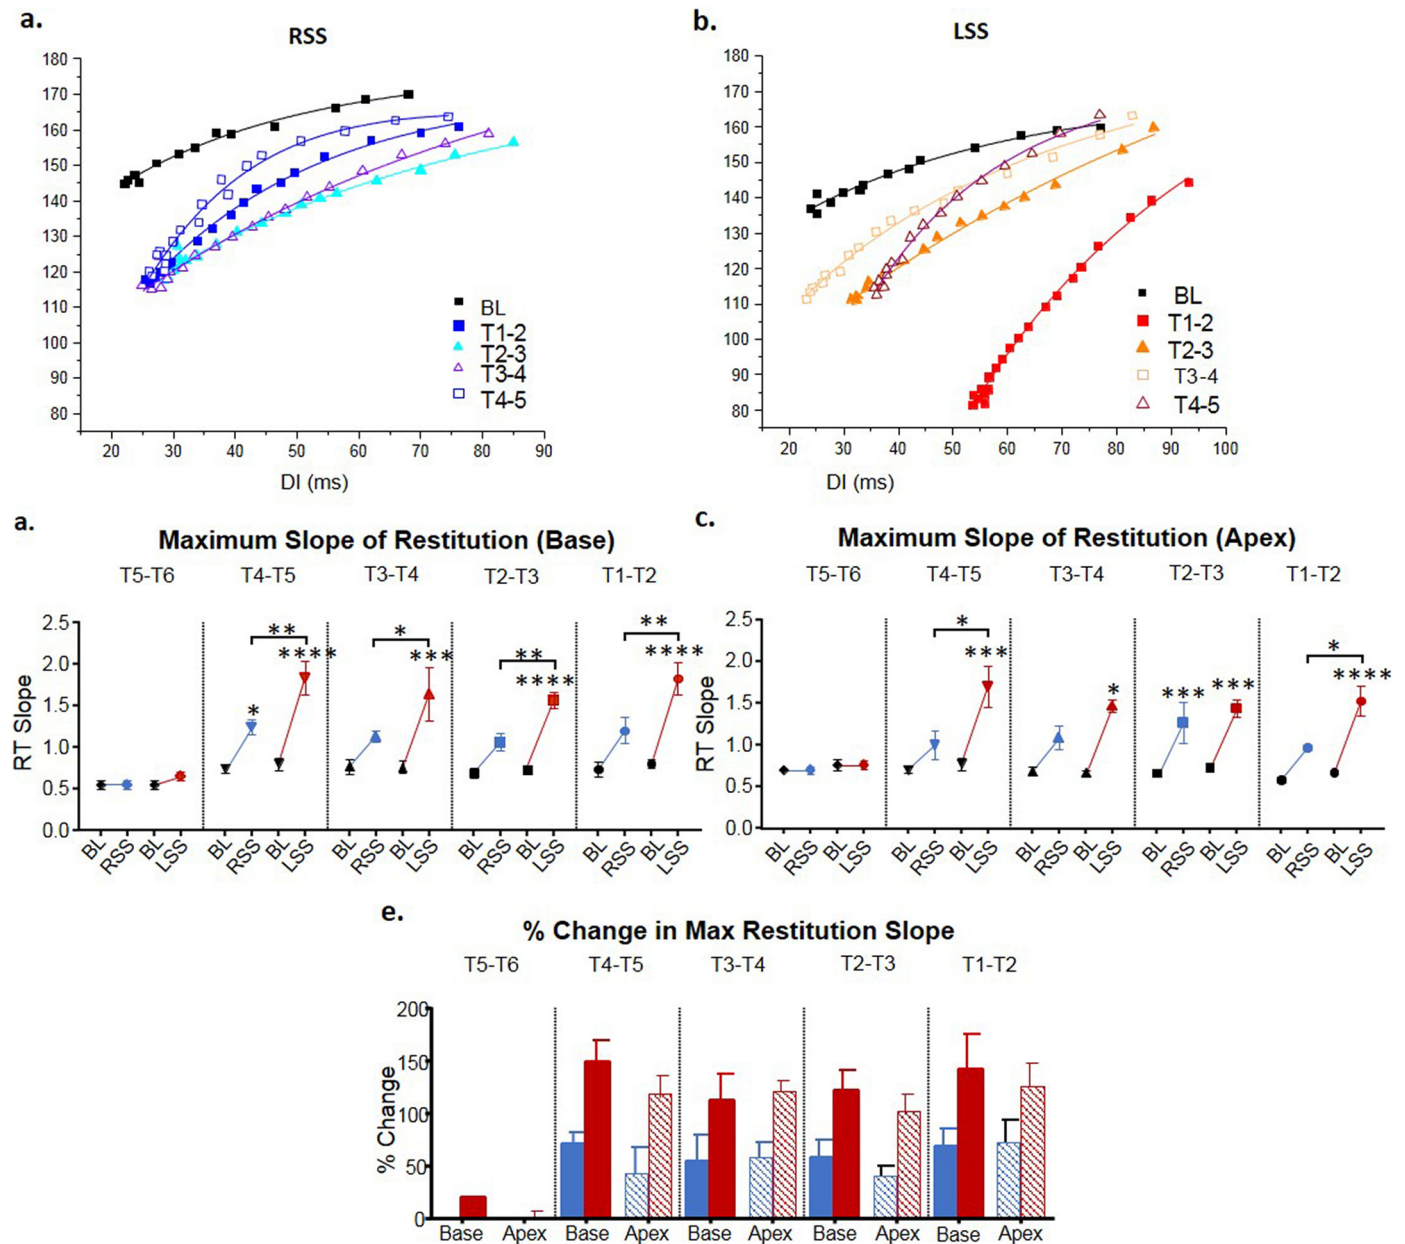 a.
RSS
180
170
160
150
140
130
120
110
100
90
80
20 30 40 50 60 70 80 90
DI (ms)
BL
T1-2
T2-3
T3-4
T4-5
b.
LSS
180
170
160
150
140
130
120
110
100
90
80
20 30 40 50 60 70 80 90 100
DI (ms)
BL
T1-2
T2-3
T3-4
T4-5
a.
Maximum Slope of Restitution (Base)
T5-T6 T4-T5 T3-T4 T2-T3 T1-T2
RT Slope
2.5
2.0
1.5
1.0
0.5
0.0
* ** **** * *** ** **** ** ****
BL RSS BL LSS BL RSS BL LSS BL RSS BL LSS BL RSS BL LSS BL RSS BL LSS
c.
Maximum Slope of Restitution (Apex)
T5-T6 T4-T5 T3-T4 T2-T3 T1-T2
RT Slope
2.5
2.0
1.5
1.0
0.5
0.0
* *** * *** *** * ****
BL RSS BL LSS BL RSS BL LSS BL RSS BL LSS BL RSS BL LSS BL RSS BL LSS
e.
% Change in Max Restitution Slope
T5-T6 T4-T5 T3-T4 T2-T3 T1-T2
% Change
200
150
100
50
0
Base Apex Base Apex Base Apex Base Apex Base Apex